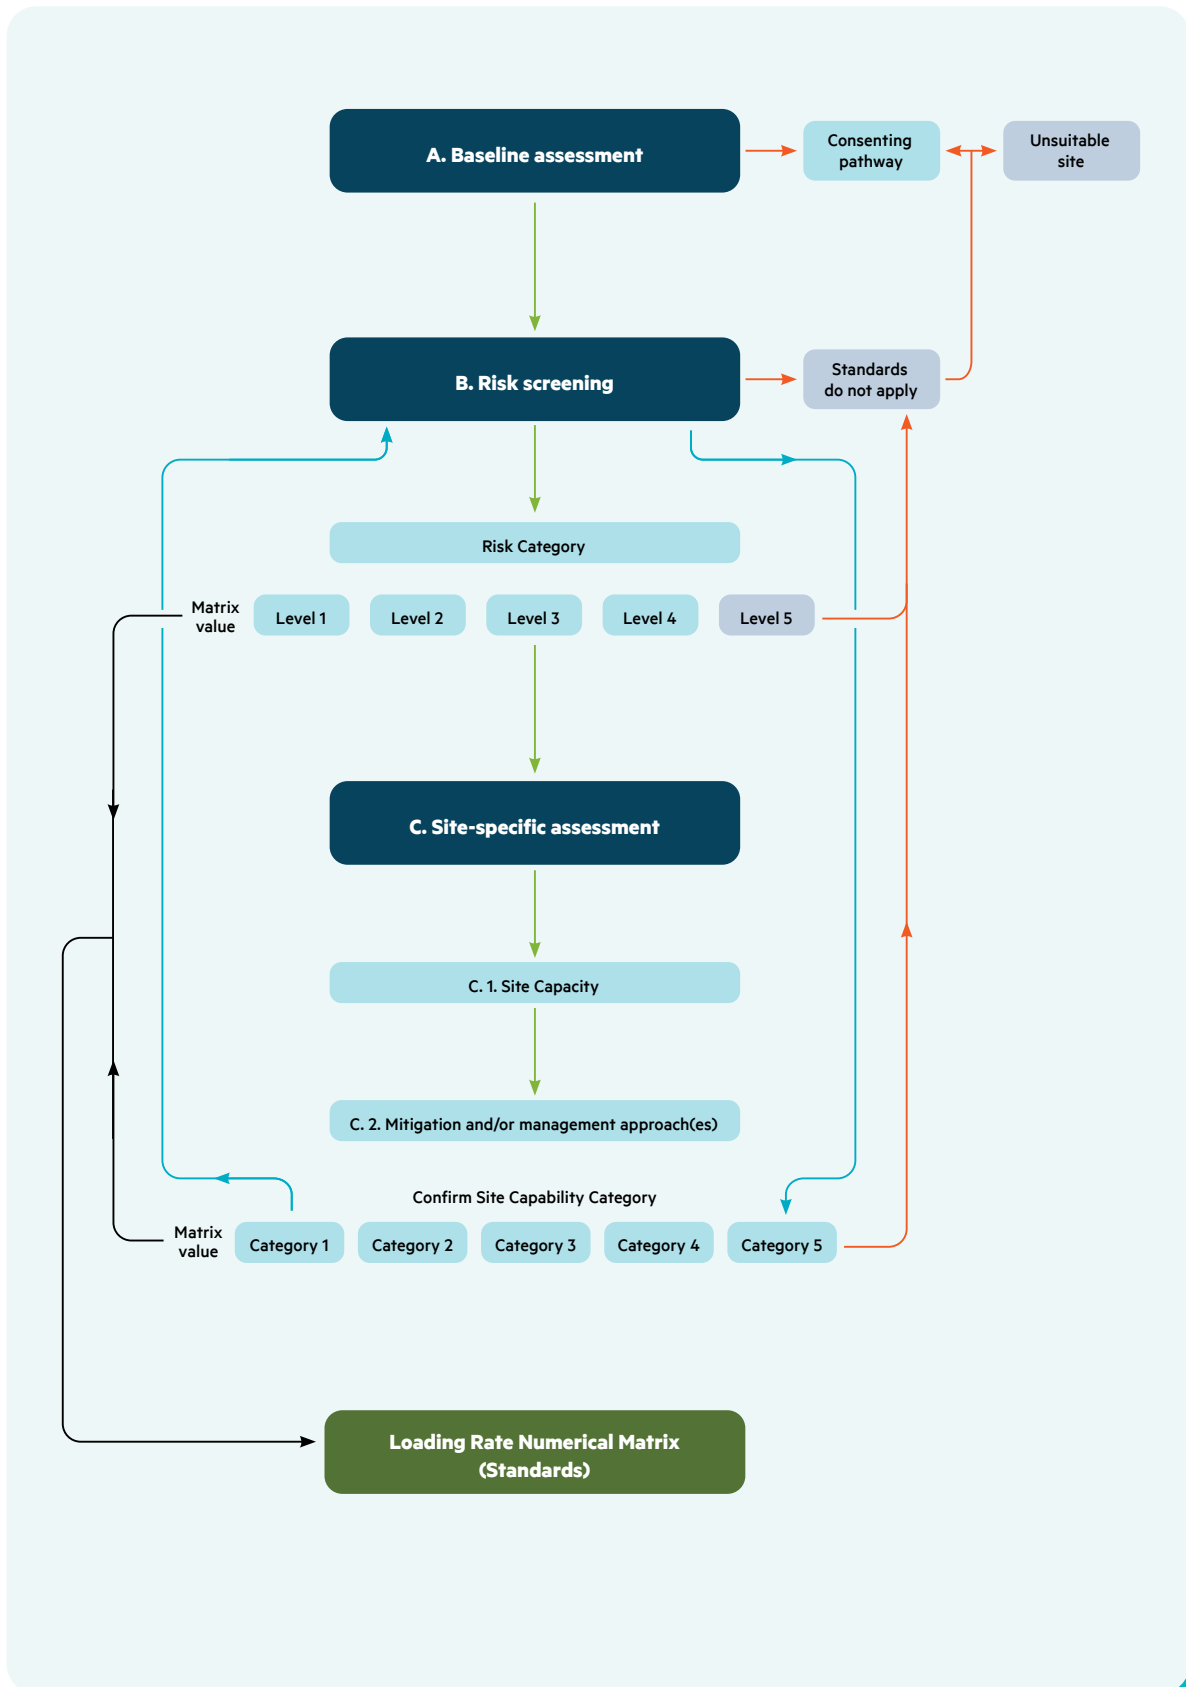 A. Baseline assessment
Consenting
pathway
Unsuitable
site
B. Risk screening
Standards
do not apply
Risk Category
Matrix
value
Level 1
Level 2
Level 3
Level 4
Level 5
C. Site-specific assessment
C. 1. Site Capacity
C. 2. Mitigation and/or management approach(es)
Confirm Site Capability Category
Matrix
value
Category 1
Category 2
Category 3
Category 4
Category 5
Loading Rate Numerical Matrix
(Standards)